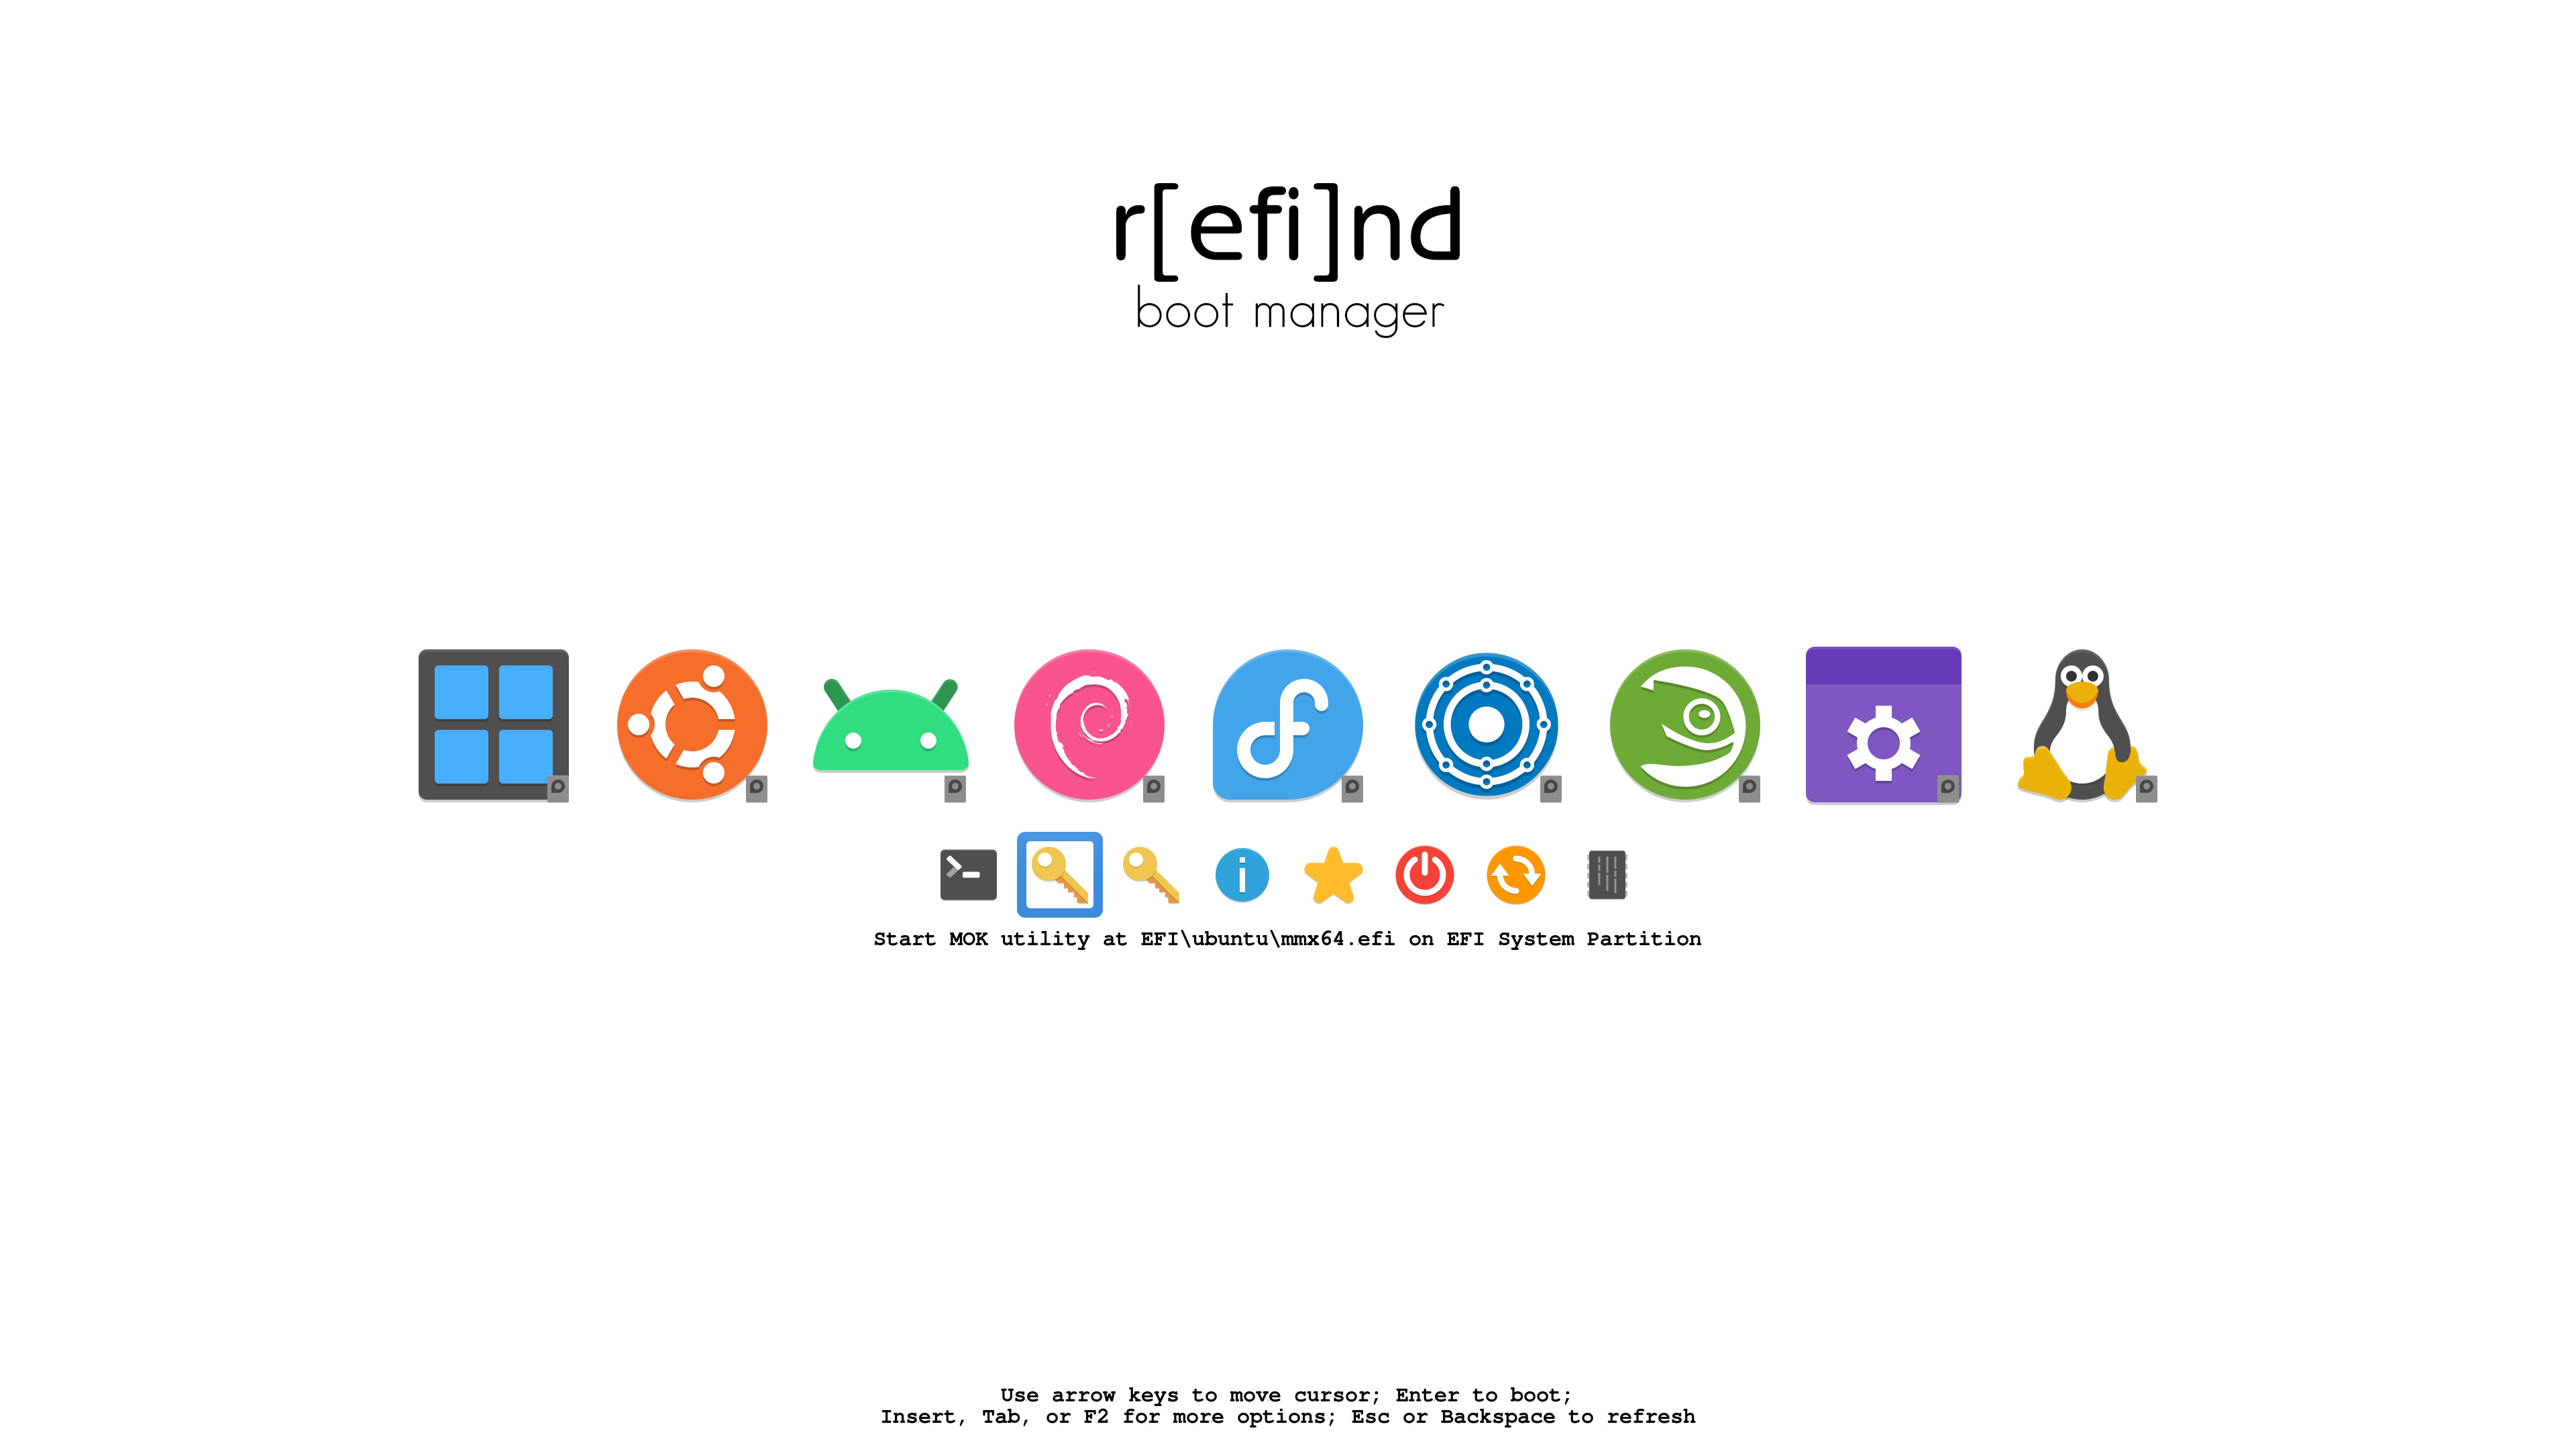 r[efi]nd
boot manager
Start MOK utility at EFI\ubuntu\mmx64.efi on EFI System Partition
Use arrow keys to move cursor; Enter to boot;
Insert, Tab, or F2 for more options; Esc or Backspace to refresh